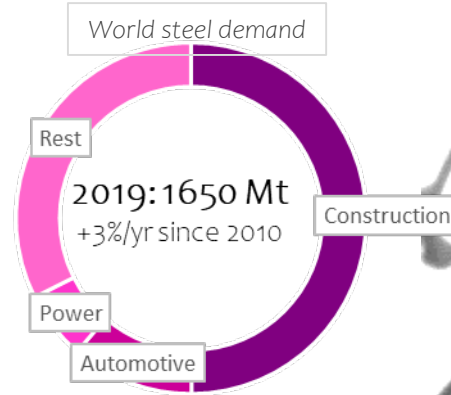 World steel demand
Rest
2019: 1650 Mt
+3%/yr since 2010
Construction
Power
Automotive